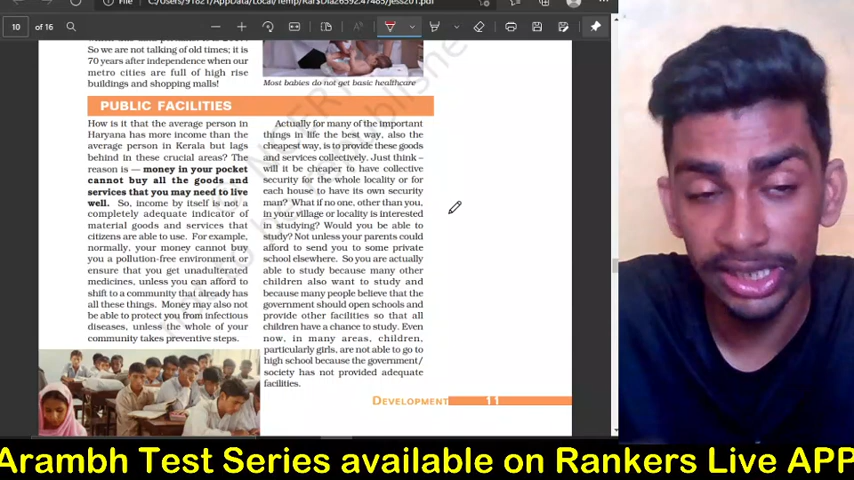 File
C:/Users/91821/AppData/Local/Temp/Rar$DIa2659.24748
10 of 16
So we are not talking of old times; it is
70 years after independence when our
metro cities are full of high rise
buildings and shopping malls!
Most babies do not get basic healthcare
PUBLIC FACILITIES
How is it that the average person in
Haryana has more income than the
average person in Kerala but lags
behind in these crucial areas? The
reason is — money in your pocket
cannot buy all the goods and
services that you may need to live
well. So, income by itself is not a
completely adequate indicator of
material goods and services that
citizens are able to use. For example,
normally, your money cannot buy
you a pollution-free environment or
ensure that you get unadulterated
medicines, unless you can afford to
shift to a community that already has
all these things. Money may also not
be able to protect you from infectious
diseases, unless the whole of your
community takes preventive steps.
Actually for many of the important
things in life the best way, also the
cheapest way, is to provide these goods
and services collectively. Just think –
will it be cheaper to have collective
security for the whole locality or for
each house to have its own security
man? What if no one, other than you,
in your village or locality is interested
in studying? Would you be able to
study? Not unless your parents could
afford to send you to some private
school elsewhere. So you are actually
able to study because many other
children also want to study and
because many people believe that the
government should open schools and
provide other facilities so that all
children have a chance to study. Even
now, in many areas, children,
particularly girls, are not able to go to
high school because the government/
society has not provided adequate
facilities.
DEVELOPMENT 11
Arambh Test Series available on Rankers Live APP